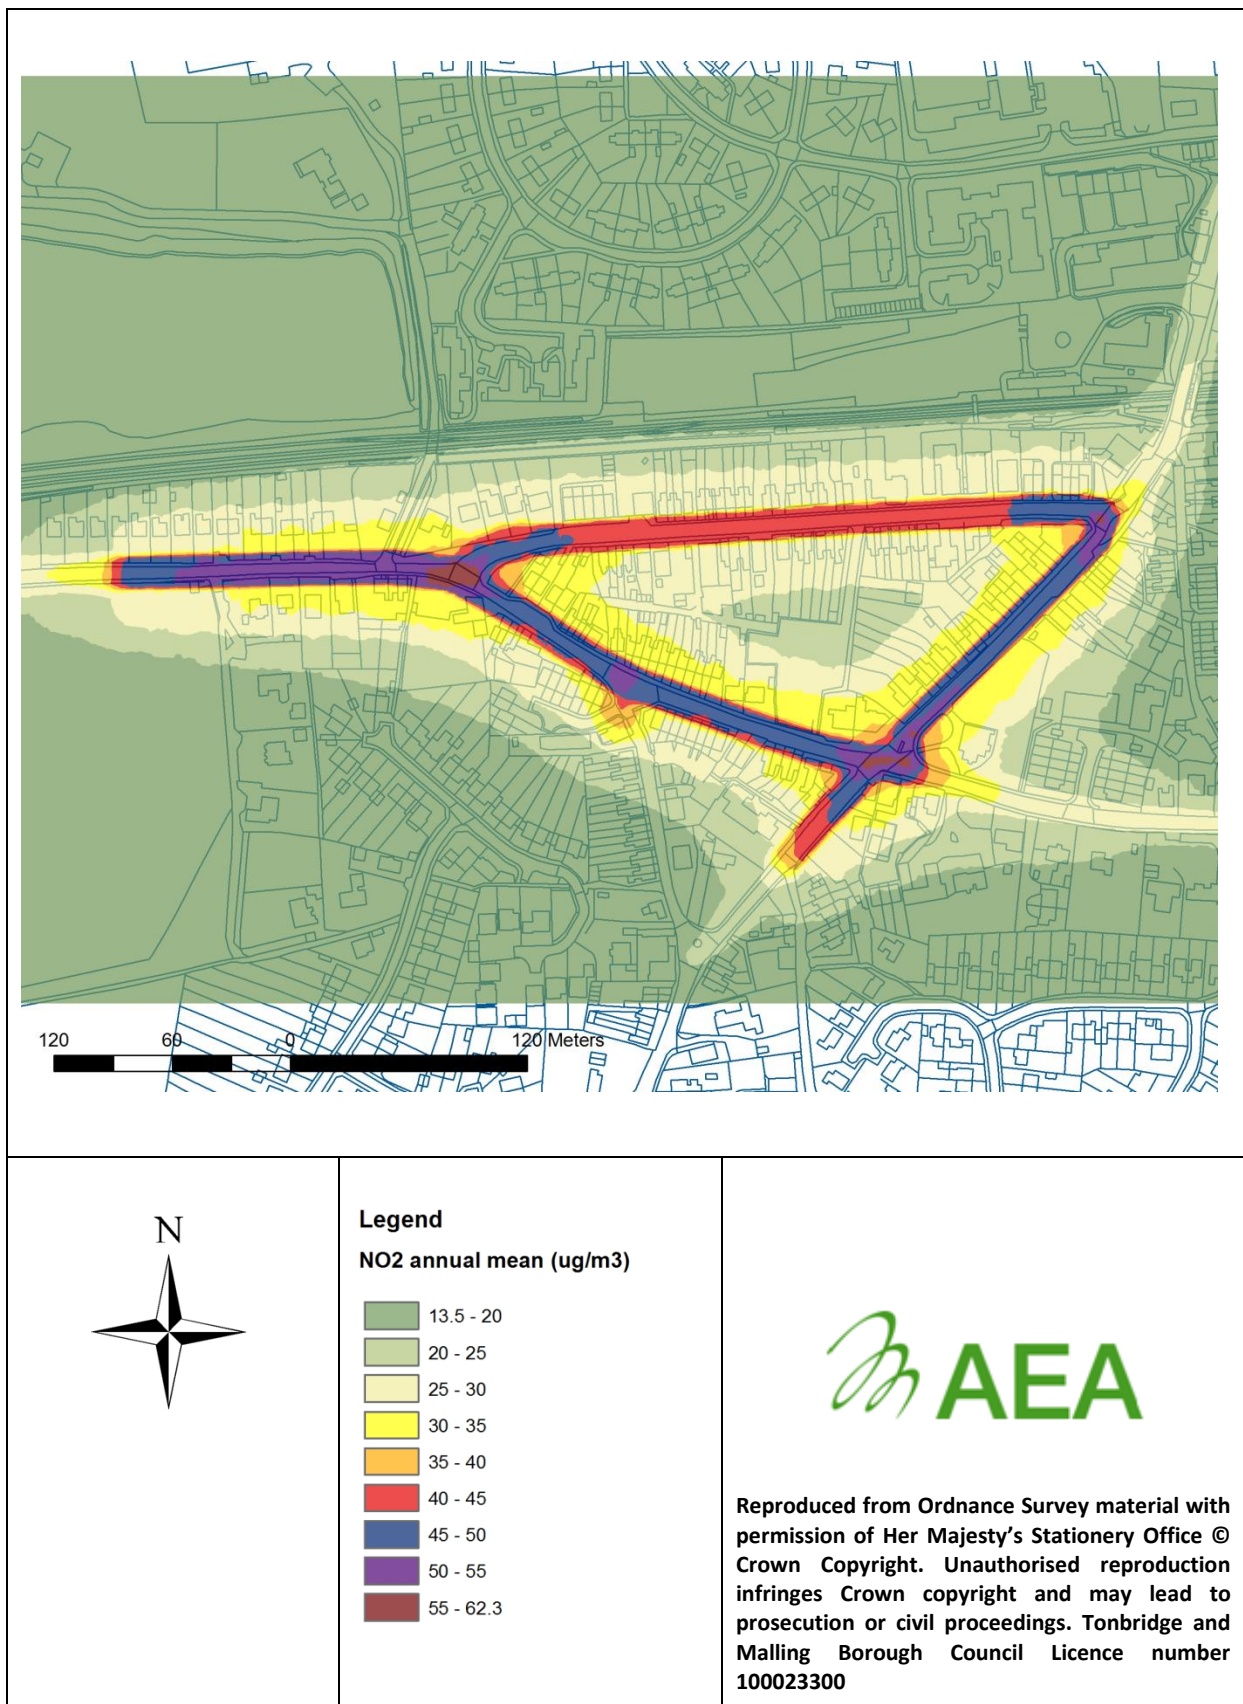 120 60 0 120 Meters
N
Legend
NO2 annual mean (ug/m3)
13.5 - 20
20 - 25
25 - 30
30 - 35
35 - 40
40 - 45
45 - 50
50 - 55
55 - 62.3
AEA
Reproduced from Ordnance Survey material with
permission of Her Majesty’s Stationery Office ©
Crown Copyright. Unauthorised reproduction
infringes Crown copyright and may lead to
prosecution or civil proceedings. Tonbridge and
Malling Borough Council Licence number
100023300